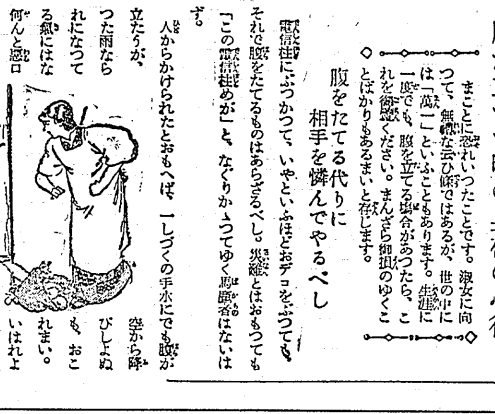 まことに恐れいつたことです。淑女に向
つて、無禮な云ひ條ではあるが、世の中に
は「萬一」といふこともあります。生涯に
一度でも、腹を立てる場合があつたら、こ
れを御覽ください。まんざら御損のゆくこ
とばかりもあるまいと存じます。
腹をたてる代りに
相手を憐んでやるべし
電信柱にぶつかつて、いやといふほどおデコをぶつても、
それで腹をたてるものはあらざるべし。災難とはおもつても
「この電信柱めが」と、なぐりかゝつてゆく馬鹿者はないは
ず。
人からかけられたとおもへば、一しづくの手水にでも腹が
立たうが、空から降
つた雨なら びしよぬ
れになつて も、おこ
る氣にはな れまい。
何んと惡口 いはれよ